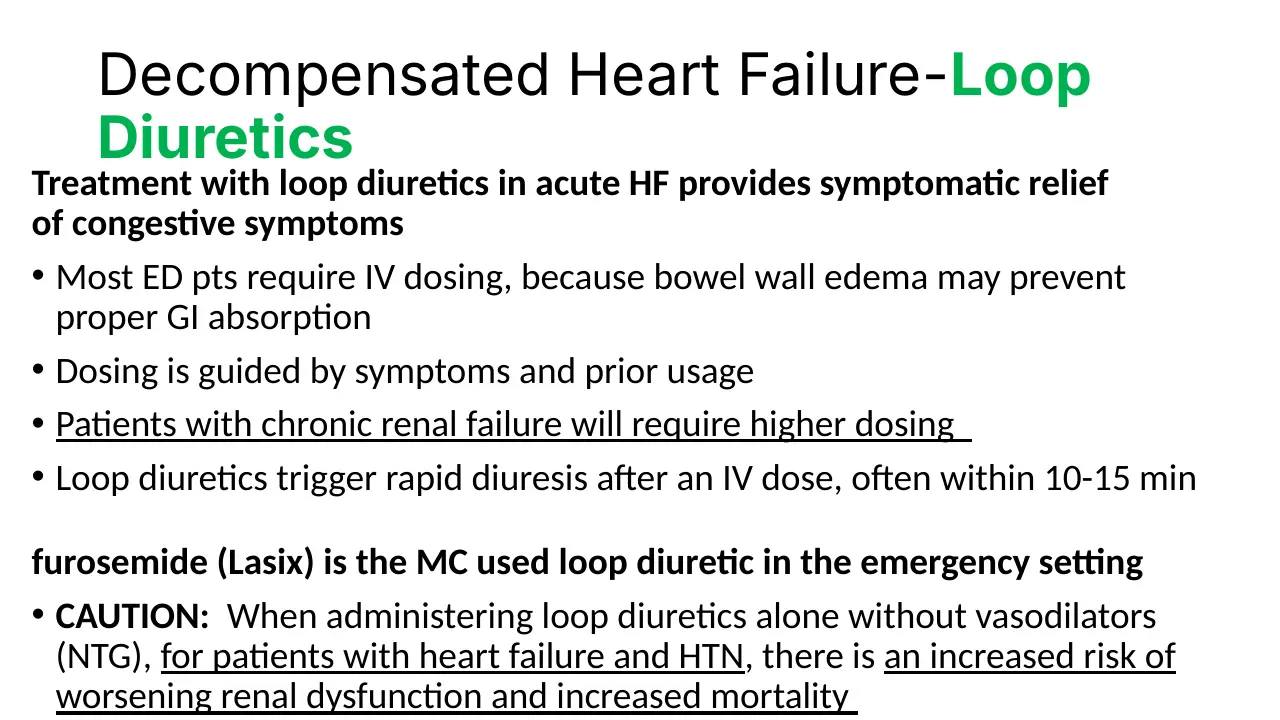 Decompensated Heart Failure-Loop
Diuretics
Treatment with loop diuretics in acute HF provides symptomatic relief
of congestive symptoms
• Most ED pts require IV dosing, because bowel wall edema may prevent
proper GI absorption
• Dosing is guided by symptoms and prior usage
• Patients with chronic renal failure will require higher dosing
• Loop diuretics trigger rapid diuresis after an IV dose, often within 10-15 min
furosemide (Lasix) is the MC used loop diuretic in the emergency setting
• CAUTION:  When administering loop diuretics alone without vasodilators
(NTG), for patients with heart failure and HTN, there is an increased risk of
worsening renal dysfunction and increased mortality